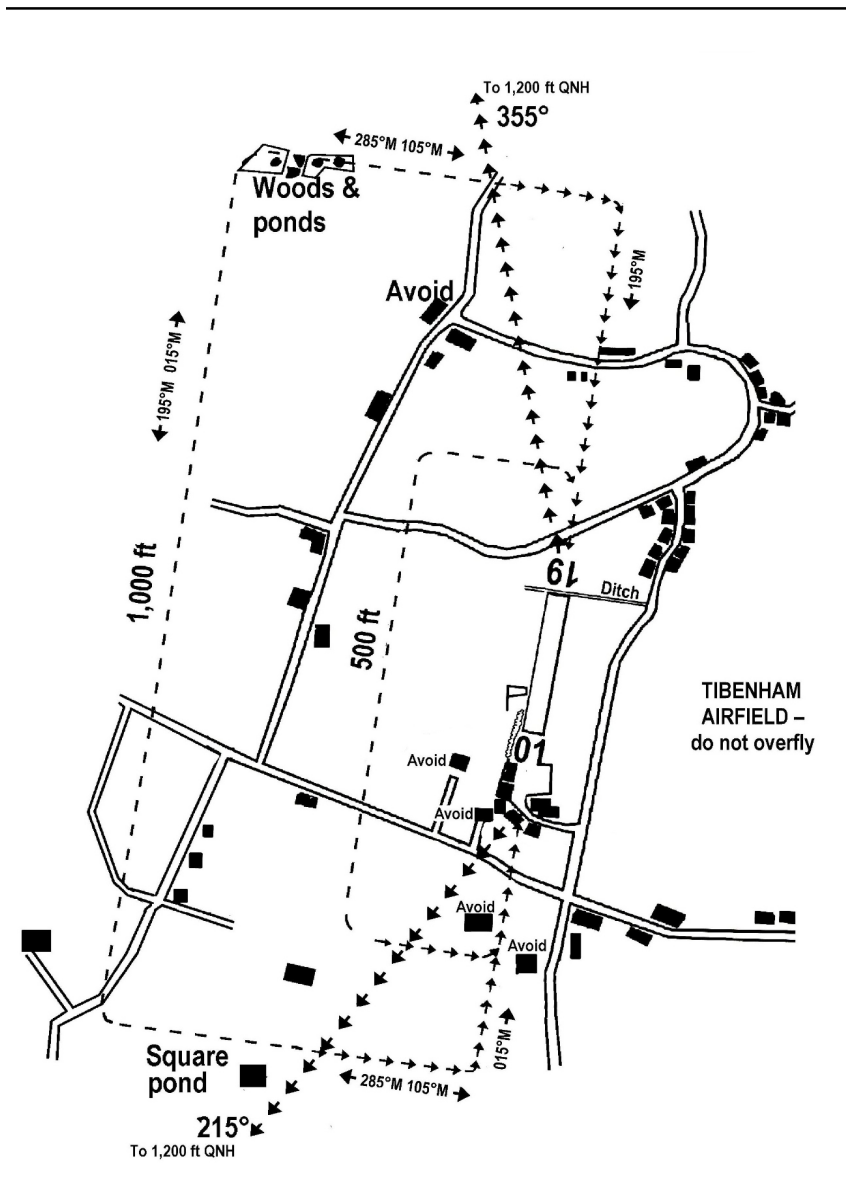 To 1,200 ft QNH
355°
285°M 105°M
Woods &
ponds
195°M
Avoid
195°M 015°M
1,000 ft
500 ft
19
Ditch
TIBENHAM
AIRFIELD –
do not overfly
01
Avoid
Avoid
Avoid
Avoid
015°M
Square
pond
285°M 105°M
215°
To 1,200 ft QNH